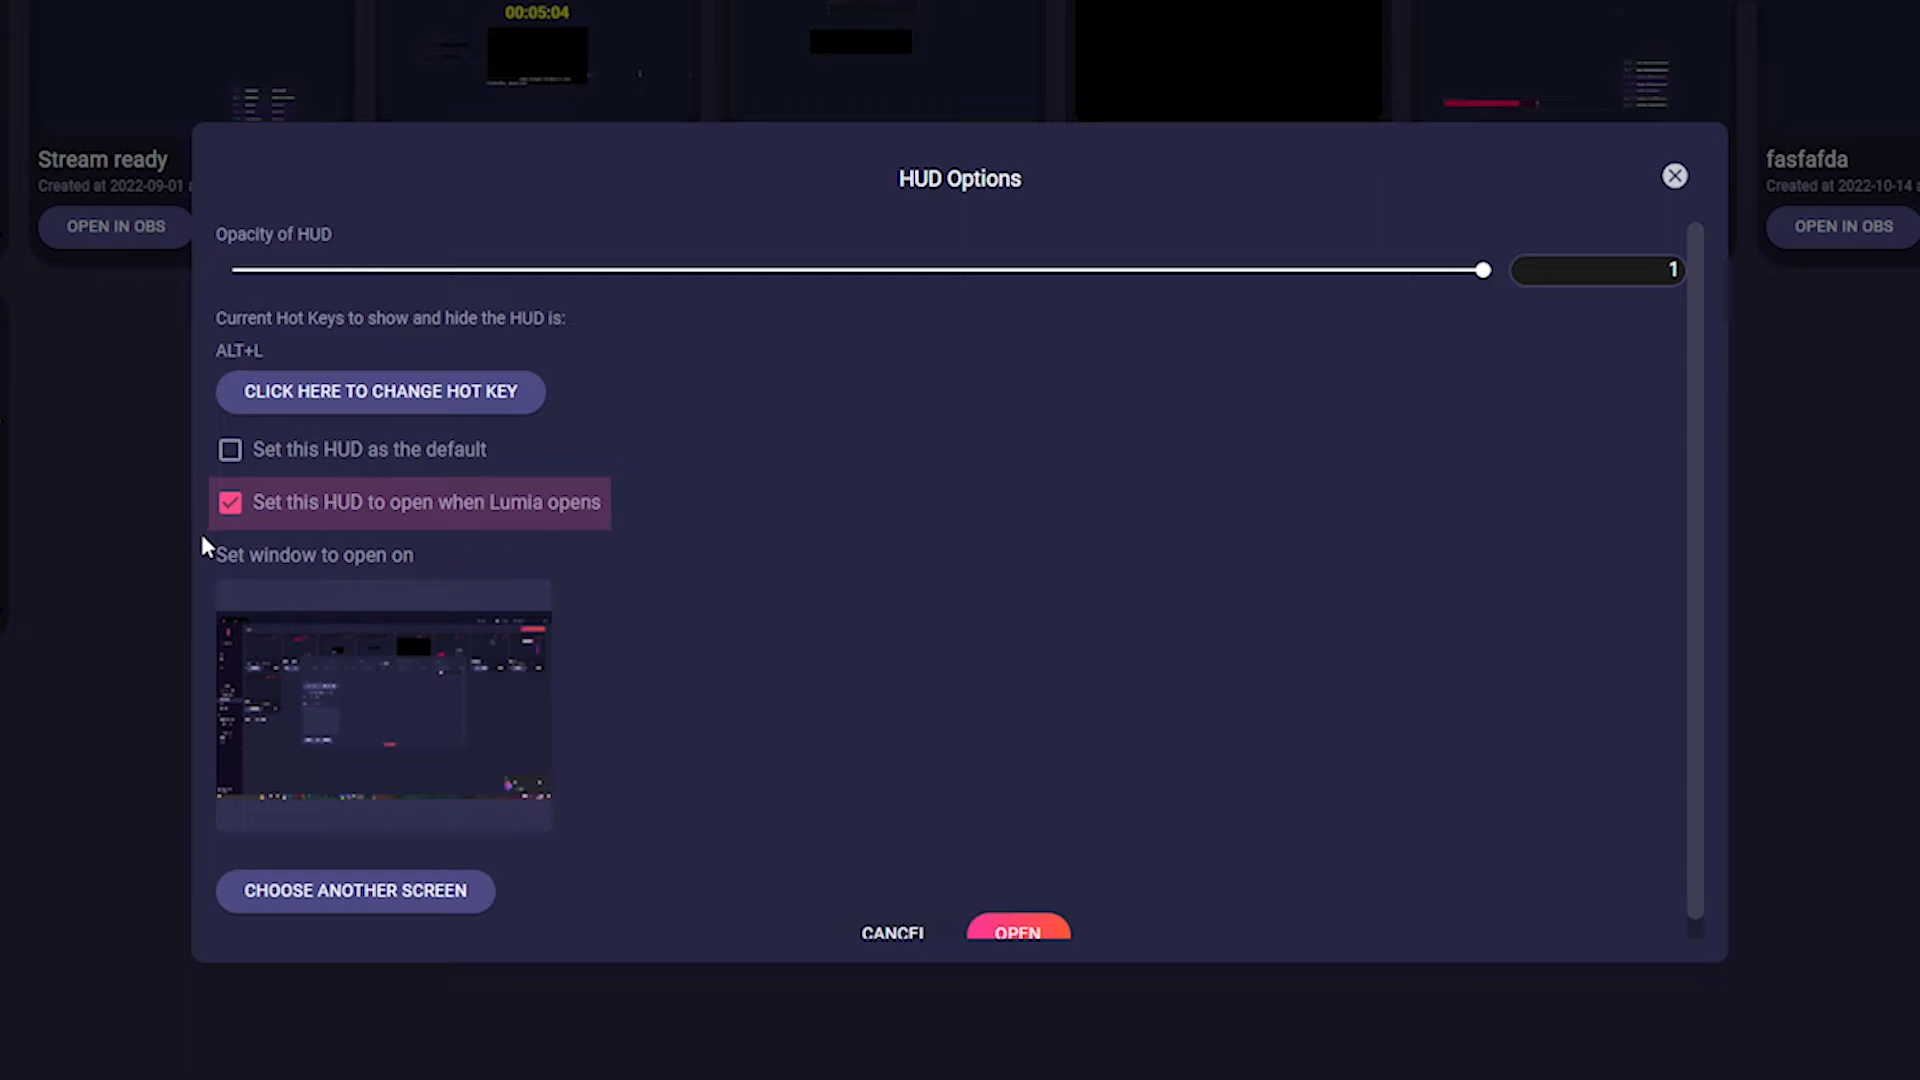 00:05:04
Stream ready
Created at 2022-09-01
OPEN IN OBS
fasfafda
Created at 2022-10-14
OPEN IN OBS
HUD Options
Opacity of HUD
1
Current Hot Keys to show and hide the HUD is:
ALT+L
CLICK HERE TO CHANGE HOT KEY
Set this HUD as the default
Set this HUD to open when Lumia opens
Set window to open on
CHOOSE ANOTHER SCREEN
CANCEL
OPEN